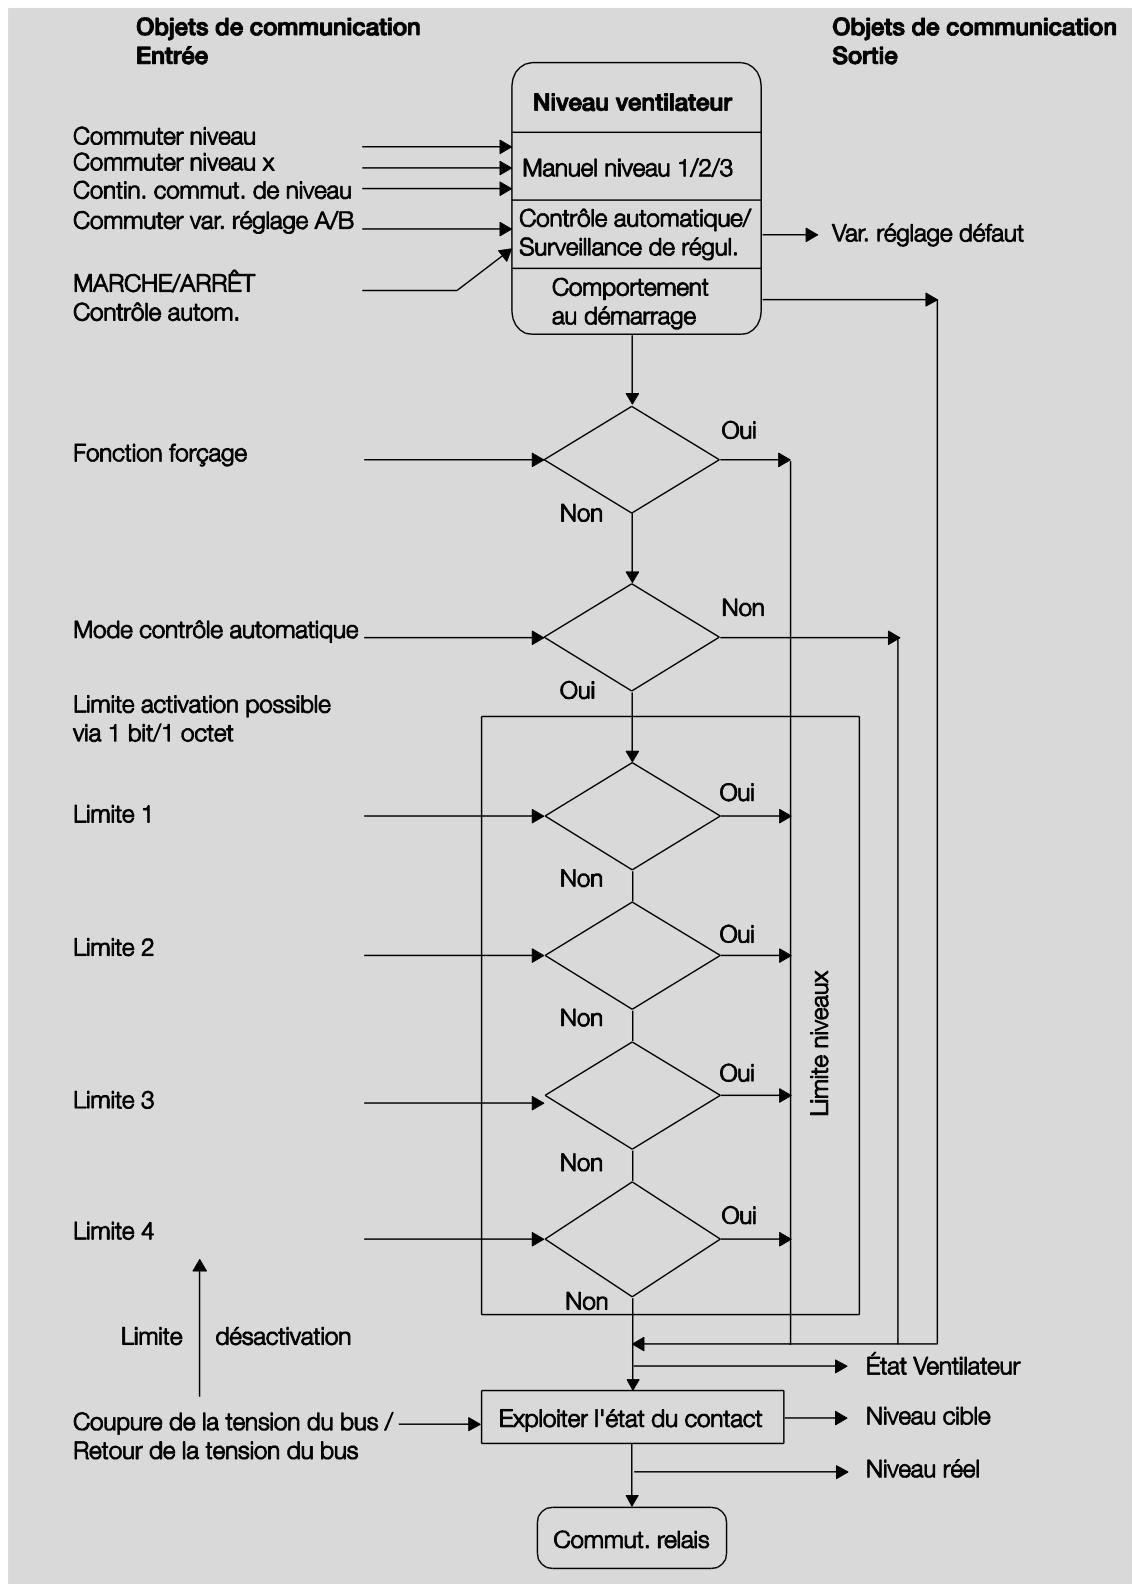 Objets de communication
Entrée
Objets de communication
Sortie
Niveau ventilateur
Commuter niveau
Commuter niveau x
Contin. commut. de niveau
Manuel niveau 1/2/3
Commuter var. réglage A/B
Contrôle automatique/
Surveillance de régul.
Var. réglage défaut
MARCHE/ARRÊT
Contrôle autom.
Comportement
au démarrage
Oui
Fonction forçage
Non
Non
Mode contrôle automatique
Oui
Limite activation possible
via 1 bit/1 octet
Oui
Limite 1
Non
Oui
Limite 2
Non
Limite niveaux
Oui
Limite 3
Non
Oui
Limite 4
Non
Limite désactivation
État Ventilateur
Coupure de la tension du bus /
Retour de la tension du bus
Exploiter l'état du contact
Niveau cible
Niveau réel
Commut. relais